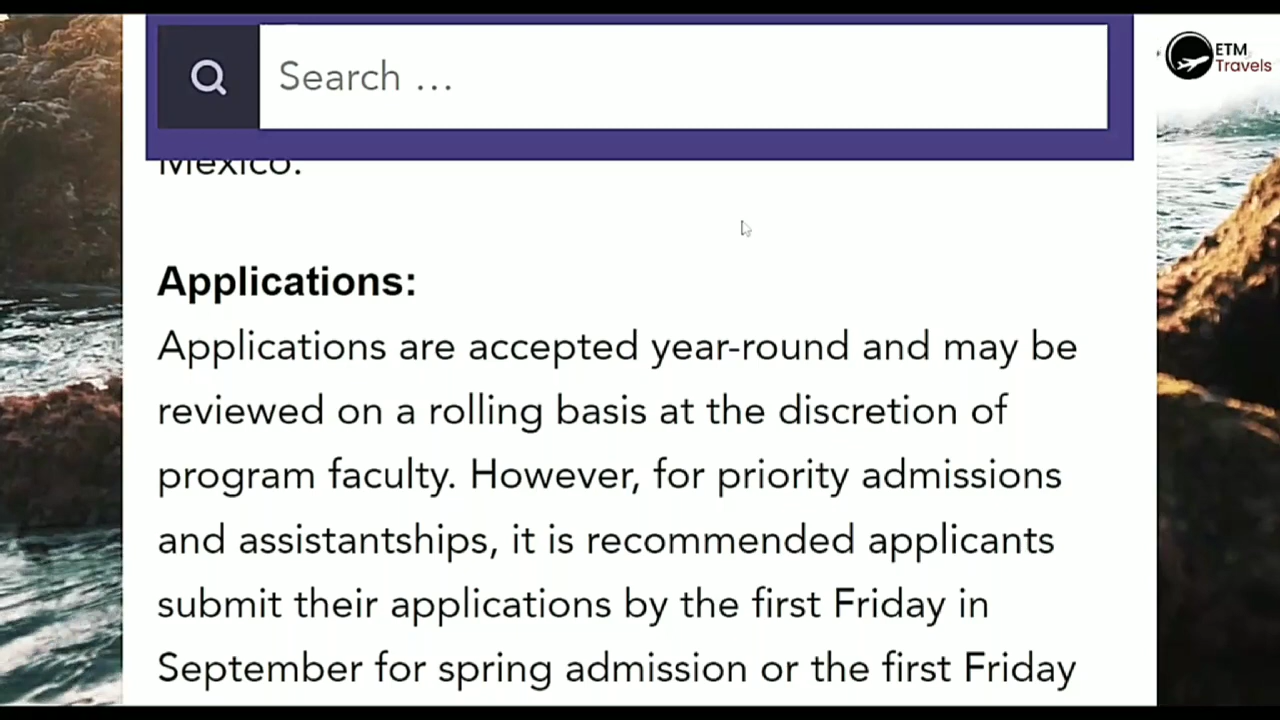 ETM
Travels
Search ...
Mexico.
Applications:
Applications are accepted year-round and may be
reviewed on a rolling basis at the discretion of
program faculty. However, for priority admissions
and assistantships, it is recommended applicants
submit their applications by the first Friday in
September for spring admission or the first Friday